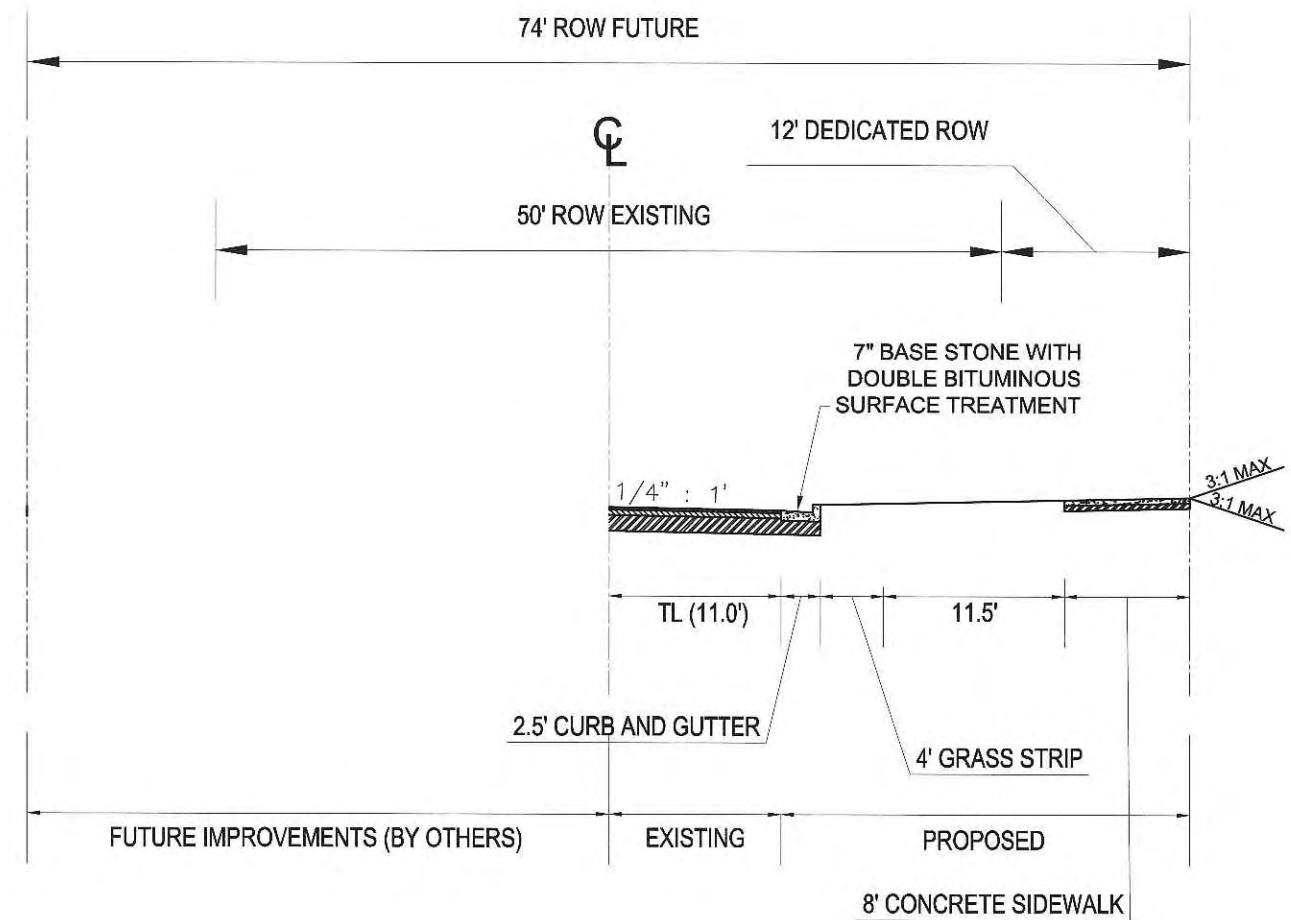 74' ROW FUTURE
℄
12' DEDICATED ROW
50' ROW EXISTING
7" BASE STONE WITH
DOUBLE BITUMINOUS
SURFACE TREATMENT
3:1 MAX
1/4" : 1'
3:1 MAX
TL (11.0')
11.5'
2.5' CURB AND GUTTER
4' GRASS STRIP
FUTURE IMPROVEMENTS (BY OTHERS)
EXISTING
PROPOSED
8' CONCRETE SIDEWALK